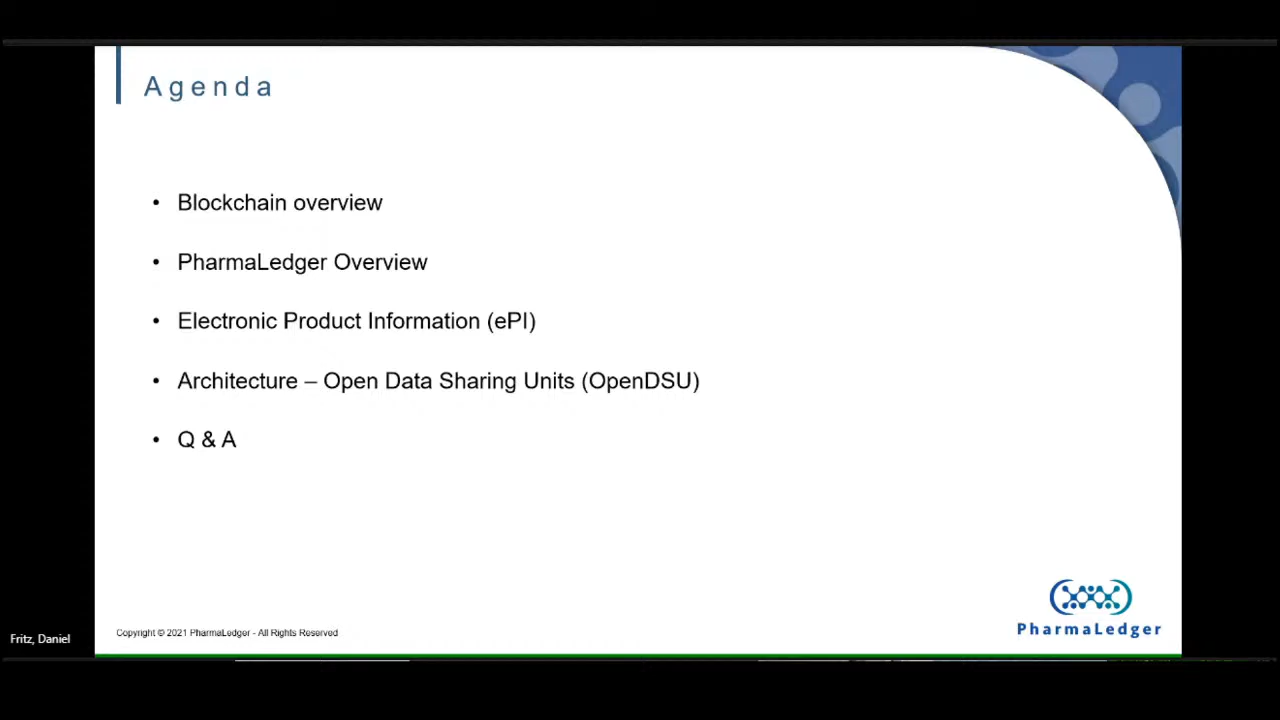 Agenda
• Blockchain overview
• PharmaLedger Overview
• Electronic Product Information (ePI)
• Architecture – Open Data Sharing Units (OpenDSU)
• Q & A
Fritz, Daniel
Copyright © 2021 PharmaLedger - All Rights Reserved
PharmaLedger